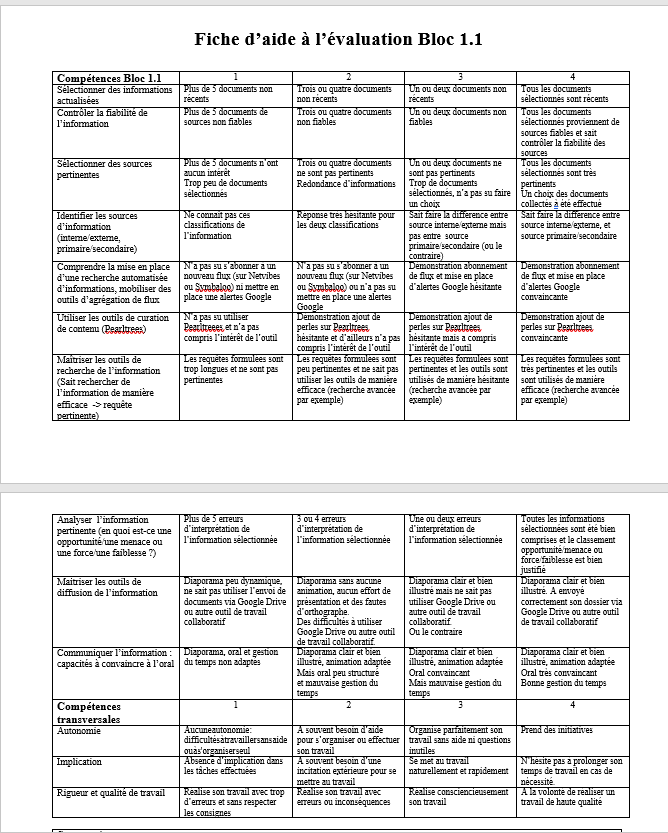 Fiche d’aide à l’évaluation Bloc 1.1
Compétences Bloc 1.1
1
2
3
4
Sélectionner des informations
actualisées
Plus de 5 documents non
récents
Trois ou quatre documents
non récents
Un ou deux documents non
récents
Tous les documents
sélectionnés sont récents
Contrôler la fiabilité de
l’information
Plus de 5 documents de
sources non fiables
Trois ou quatre documents
non fiables
Un ou deux documents non
fiables
Tous les documents
sélectionnés proviennent de
sources fiables et sait
contrôler la fiabilité des
sources
Sélectionner des sources
pertinentes
Plus de 5 documents n’ont
aucun intérêt
Trop peu de documents
sélectionnés
Trois ou quatre documents
ne sont pas pertinents
Redondance d’informations
Un ou deux documents ne
sont pas pertinents
Trop de documents
sélectionnés, n’a pas su faire
un choix
Tous les documents
sélectionnés sont très
pertinents
Un choix des documents
collectés à été effectué
Identifier les sources
d’information
(interne/externe,
primaire/secondaire)
Ne connait pas ces
classifications de
l’information
Réponse très hésitante pour
les deux classifications
Sait faire la différence entre
source interne/externe mais
pas entre source
primaire/secondaire (ou le
contraire)
Sait faire la différence entre
source interne/externe, et
source primaire/secondaire
Comprendre la mise en place
d’une recherche automatisée
d’informations, mobiliser des
outils d’agrégation de flux
N’a pas su s’abonner à un
nouveau flux (sur Netvibes
ou Symbaloo) ni mettre en
place une alertes Google
N’a pas su s’abonner à un
nouveau flux (sur Netvibes
ou Symbaloo) ou n’a pas su
mettre en place une alertes
Google
Démonstration abonnement
de flux et mise en place
d’alertes Google hésitante
Démonstration abonnement
de flux et mise en place
d’alertes Google
convaincante
Utiliser les outils de curation
de contenu (Pearltrees)
N’a pas su utiliser
Pearltreees et n’a pas
compris l’intérêt de l’outil
Démonstration ajout de
perles sur Pearltrees
hésitante et d’ailleurs n’a pas
compris l’intérêt de l’outil
Démonstration ajout de
perles sur Pearltrees
hésitante mais a compris
l’intérêt de l’outil
Démonstration ajout de
perles sur Pearltrees
convaincante
Maîtriser les outils de
recherche de l’information
(Sait rechercher de
l’information de manière
efficace -> requête
pertinente)
Les requêtes formulées sont
trop longues et ne sont pas
pertinentes
Les requêtes formulées sont
peu pertinentes et ne sait pas
utiliser les outils de manière
efficace (recherche avancée
par exemple)
Les requêtes formulées sont
pertinentes et les outils
sont utilisés de manière hésitante
(recherche avancée par
exemple)
Les requêtes formulées sont
très pertinentes et les outils
sont utilisés de manière
efficace (recherche avancée
par exemple)
Analyser l’information
pertinente (en quoi est-ce une
opportunité/une menace ou
une force/une faiblesse ?)
Plus de 5 erreurs
d’interprétation de
l’information sélectionnée
3 ou 4 erreurs
d’interprétation de
l’information sélectionnée
Une ou deux erreurs
d’interprétation de
l’information sélectionnée
Toutes les informations
sélectionnées ont été bien
comprises et le classement
opportunité/menace ou
force/faiblesse est bien
justifié
Maîtriser les outils de
diffusion de l’information
Diaporama peu dynamique,
ne sait pas utiliser l’envoi de
documents via Google Drive
ou autre outil de travail
collaboratif
Diaporama sans aucune
animation, aucun effort de
présentation et des fautes
d’orthographe.
Des difficultés à utiliser
Google Drive ou autre outil
de travail collaboratif.
Diaporama clair et bien
illustré mais ne sait pas
utiliser Google Drive ou
autre outil de travail
collaboratif.
Ou le contraire
Diaporama clair et bien
illustré. A envoyé
correctement son dossier via
Google Drive ou autre outil
de travail collaboratif
Communiquer l’information :
capacités à convaincre à l’oral
Diaporama, oral et gestion
du temps non adaptés
Diaporama clair et bien
illustré, animation adaptée
Mais oral peu structuré
et mauvaise gestion du
temps
Diaporama clair et bien
illustré, animation adaptée
Oral convaincant
Mais mauvaise gestion du
temps
Diaporama clair et bien
illustré, animation adaptée
Oral très convaincant
Bonne gestion du temps
Compétences
transversales
1
2
3
4
Autonomie
Aucuneautonomie:
difficultésàtravaillersansaide
ouàs'organiserseul
A souvent besoin d’aide
pour s’organiser ou effectuer
son travail
Organise parfaitement son
travail sans aide ni questions
inutiles
Prend des initiatives
Implication
Absence d’implication dans
les tâches effectuées
A souvent besoin d’une
incitation extérieure pour se
mettre au travail
Se met au travail
naturellement et rapidement
N’hésite pas à prolonger son
temps de travail en cas de
nécessité.
Rigueur et qualité de travail
Réalise son travail avec trop
d’erreurs et sans respecter
les consignes
Réalise son travail avec
erreurs ou inconséquences
Réalise consciencieusement
son travail
A la volonté de réaliser un
travail de haute qualité